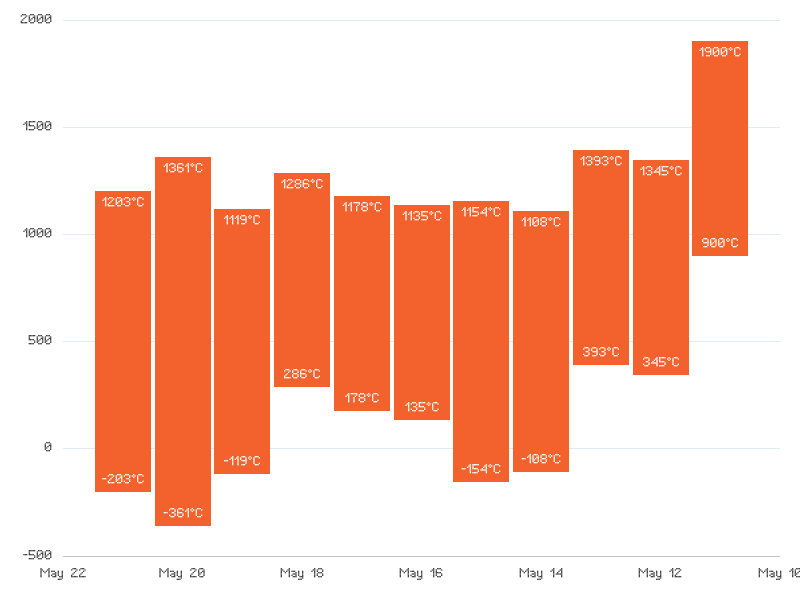 2000
1500
1000
500
0
-500
1203°C
1361°C
1119°C
1286°C
1178°C
1135°C
1154°C
1108°C
1393°C
1345°C
1900°C
-203°C
-361°C
-119°C
286°C
178°C
135°C
-154°C
-108°C
393°C
345°C
900°C
May 22
May 20
May 18
May 16
May 14
May 12
May 10